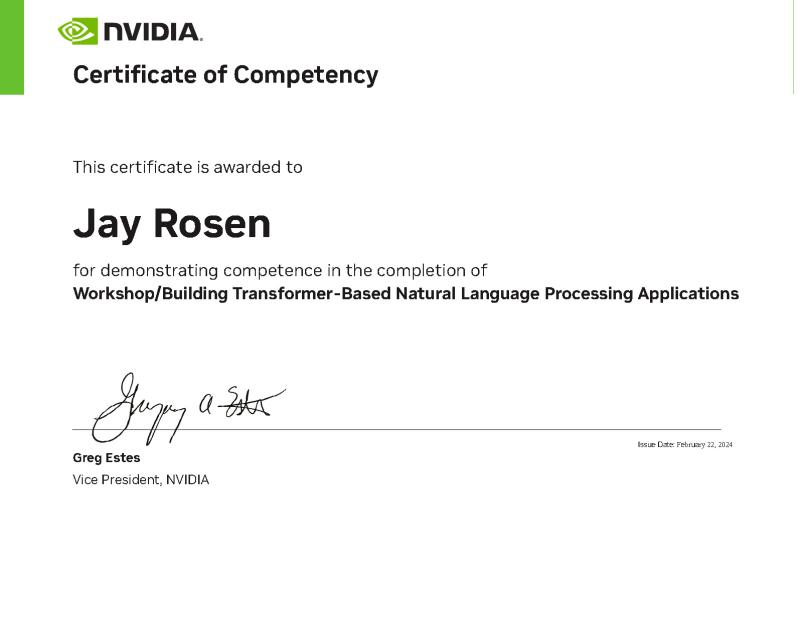 NVIDIA.
Certificate of Competency
This certificate is awarded to
Jay Rosen
for demonstrating competence in the completion of
Workshop/Building Transformer-Based Natural Language Processing Applications
Gregory A Estes
Issue Date: February 22, 2024
Greg Estes
Vice President, NVIDIA